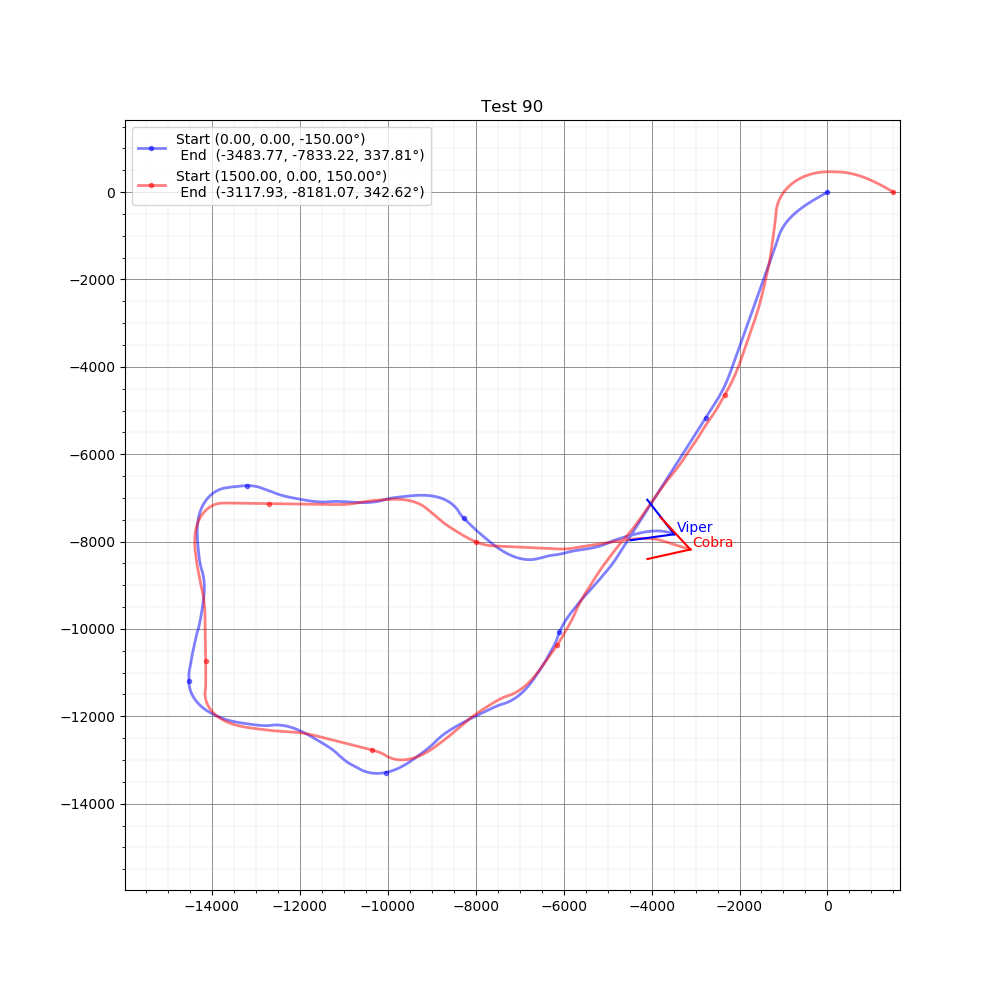 Test 90
Start (0.00, 0.00, -150.00°)
End  (-3483.77, -7833.22, 337.81°)
Start (1500.00, 0.00, 150.00°)
End  (-3117.93, -8181.07, 342.62°)
0
−2000
−4000
−6000
−8000
−10000
−12000
−14000
Viper
Cobra
−14000 −12000 −10000 −8000 −6000 −4000 −2000 0